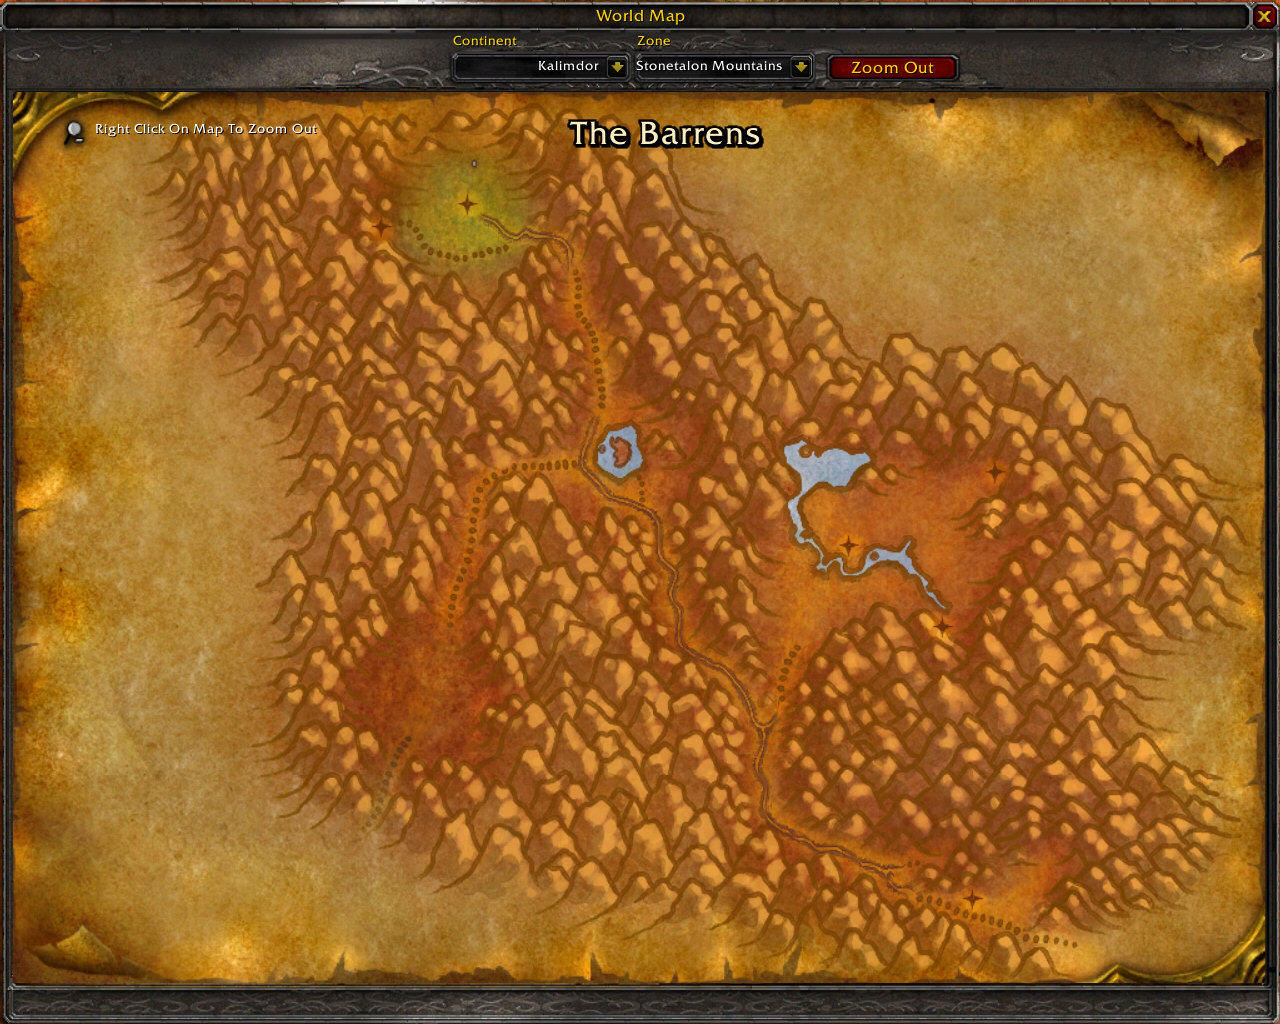 World Map
Continent
Zone
Kalimdor
Stonetalon Mountains
Zoom Out
Right Click On Map To Zoom Out
The Barrens